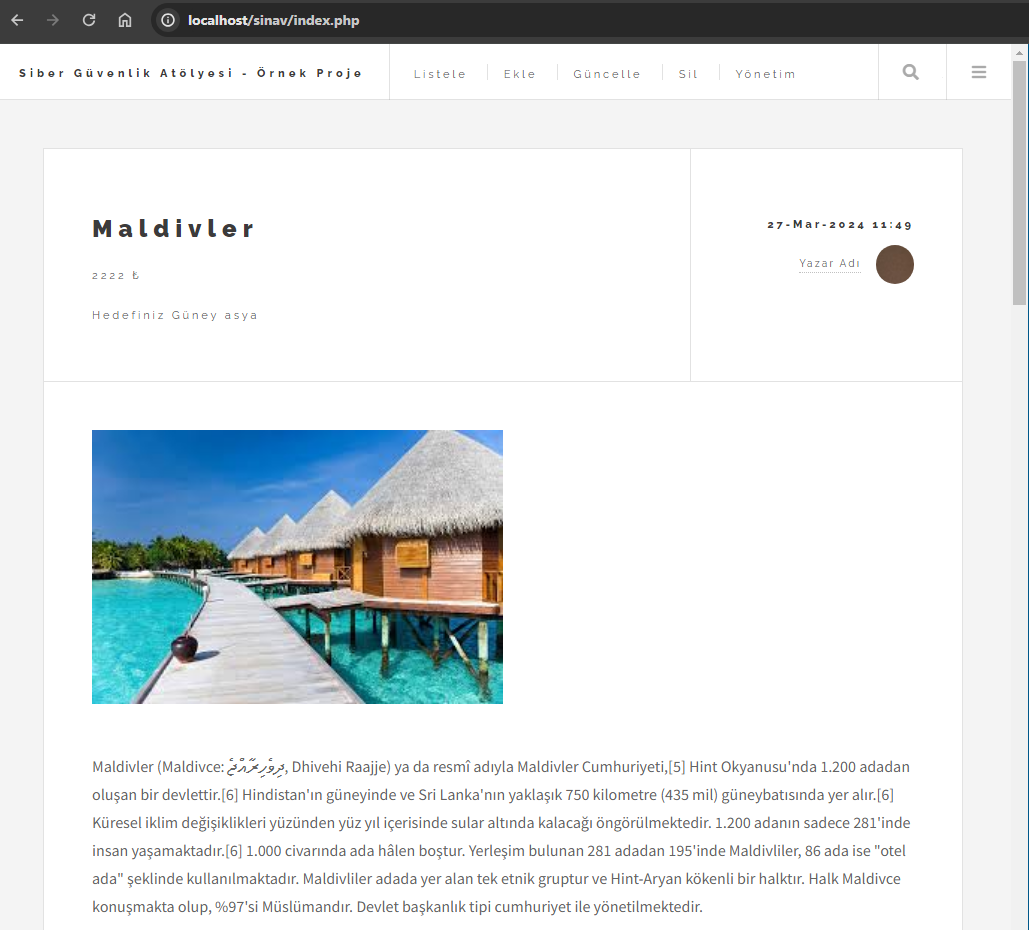 localhost/sinav/index.php
Siber Güvenlik Atölyesi - Örnek Proje
Listele
Ekle
Güncelle
Sil
Yönetim
Maldivler
2222 ₺
Hedefiniz Güney asya
27-Mar-2024 11:49
Yazar Adı
Maldivler (Maldivce: ދިވެހިރާއްޖެ, Dhivehi Raajje) ya da resmî adıyla Maldivler Cumhuriyeti,[5] Hint Okyanusu'nda 1.200 adadan
oluşan bir devlettir.[6] Hindistan'ın güneyinde ve Sri Lanka'nın yaklaşık 750 kilometre (435 mil) güneybatısında yer alır.[6]
Küresel iklim değişiklikleri yüzünden yüz yıl içerisinde sular altında kalacağı öngörülmektedir. 1.200 adanın sadece 281'inde
insan yaşamaktadır.[6] 1.000 civarında ada hâlen boştur. Yerleşim bulunan 281 adadan 195'inde Maldivliler, 86 ada ise "otel
ada" şeklinde kullanılmaktadır. Maldivliler adada yer alan tek etnik gruptur ve Hint-Aryan kökenli bir halktır. Halk Maldivce
konuşmakta olup, %97'si Müslümandır. Devlet başkanlık tipi cumhuriyet ile yönetilmektedir.